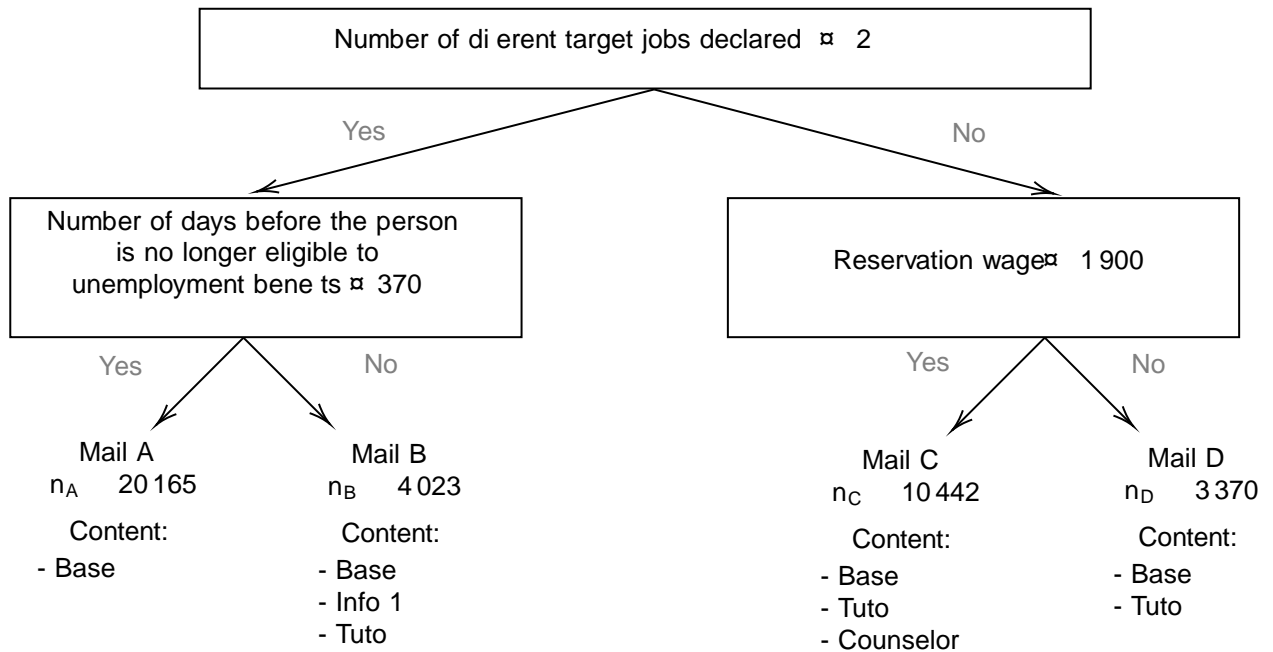 Number of di erent target jobs declared ¤ 2
Yes
No
Number of days before the person
is no longer eligible to
unemployment bene ts ¤ 370
Reservation wage¤ 1 900
Yes
No
Yes
No
Mail A
nA 20 165
Content:
- Base
Mail B
nB 4 023
Content:
- Base
- Info 1
- Tuto
Mail C
nC 10 442
Content:
- Base
- Tuto
- Counselor
Mail D
nD 3 370
Content:
- Base
- Tuto